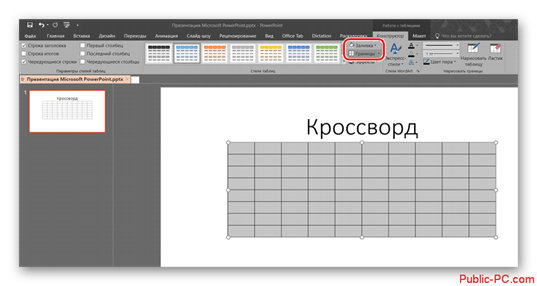 Презентация Microsoft PowerPoint.pptx - PowerPoint
Работа с таблицами
Файл Главная Вставка Дизайн Переходы Анимация Слайд-шоу Рецензирование Вид Office Tab Dictation Раскадровка Конструктор Макет Что вы хотите сделать?
Строка заголовка Первый столбец
Строка итогов Последний столбец
Чередующиеся строки Чередующиеся столбцы
Параметры стилей таблиц
Стили таблиц
Заливка
Границы
Экспресс-стили
Стили WordArt
Цвет пера
Нарисовать таблицу
Ластик
Нарисовать границы
Презентация Microsoft PowerPoint.pptx
1
Кроссворд
Кроссворд
Public-PC.com